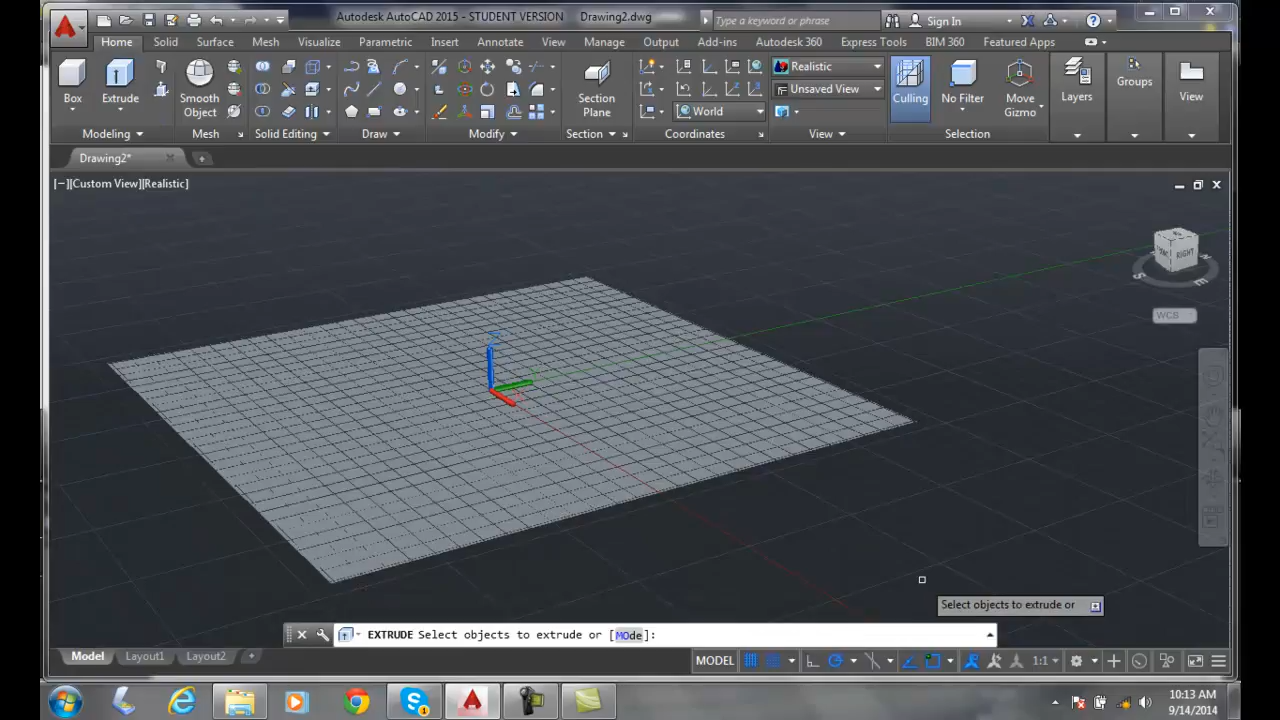 Autodesk AutoCAD 2015 - STUDENT VERSION Drawing2.dwg
Type a keyword or phrase
Sign In
Home Solid Surface Mesh Visualize Parametric Insert Annotate View Manage Output Add-ins Autodesk 360 Express Tools BIM 360 Featured Apps
Box
Extrude
Smooth Object
Section Plane
Realistic
Unsaved View
World
Culling
No Filter
Move Gizmo
Layers
Groups
View
Modeling Mesh Solid Editing Draw Modify Section Coordinates View Selection
Drawing2*
[−][Custom View][Realistic]
RIGHT
S
E
WCS
Select objects to extrude or
EXTRUDE Select objects to extrude or [MOde]:
Model Layout1 Layout2
MODEL
1:1
10:13 AM
9/14/2014